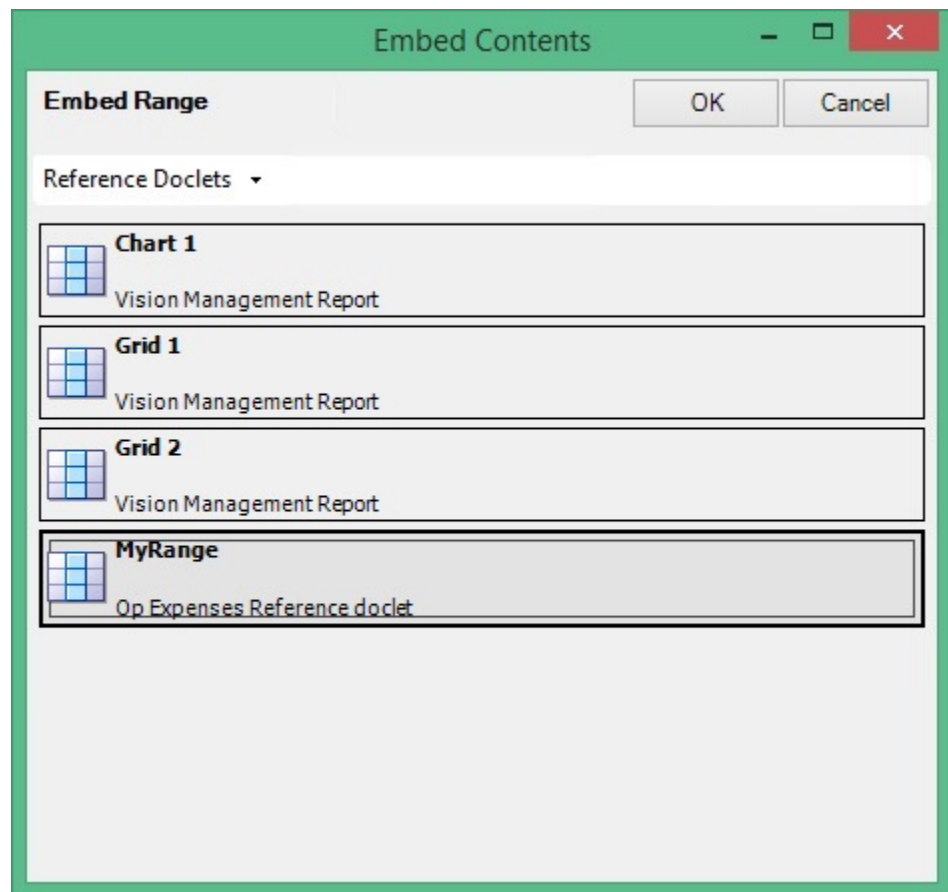 Embed Contents
Embed Range
OK
Cancel
Reference Doclets
Chart 1
Vision Management Report
Grid 1
Vision Management Report
Grid 2
Vision Management Report
MyRange
Op Expenses Reference doclet